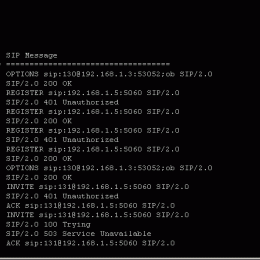 SIP Message
===================================
OPTIONS sip:130@192.168.1.3:53052;ob SIP/2.0
SIP/2.0 200 OK
REGISTER sip:192.168.1.5:5060 SIP/2.0
SIP/2.0 401 Unauthorized
REGISTER sip:192.168.1.5:5060 SIP/2.0
SIP/2.0 200 OK
REGISTER sip:192.168.1.5:5060 SIP/2.0
SIP/2.0 401 Unauthorized
REGISTER sip:192.168.1.5:5060 SIP/2.0
SIP/2.0 200 OK
OPTIONS sip:130@192.168.1.3:53052;ob SIP/2.0
SIP/2.0 200 OK
INVITE sip:131@192.168.1.5:5060 SIP/2.0
SIP/2.0 401 Unauthorized
ACK sip:131@192.168.1.5:5060 SIP/2.0
INVITE sip:131@192.168.1.5:5060 SIP/2.0
SIP/2.0 100 Trying
SIP/2.0 503 Service Unavailable
ACK sip:131@192.168.1.5:5060 SIP/2.0